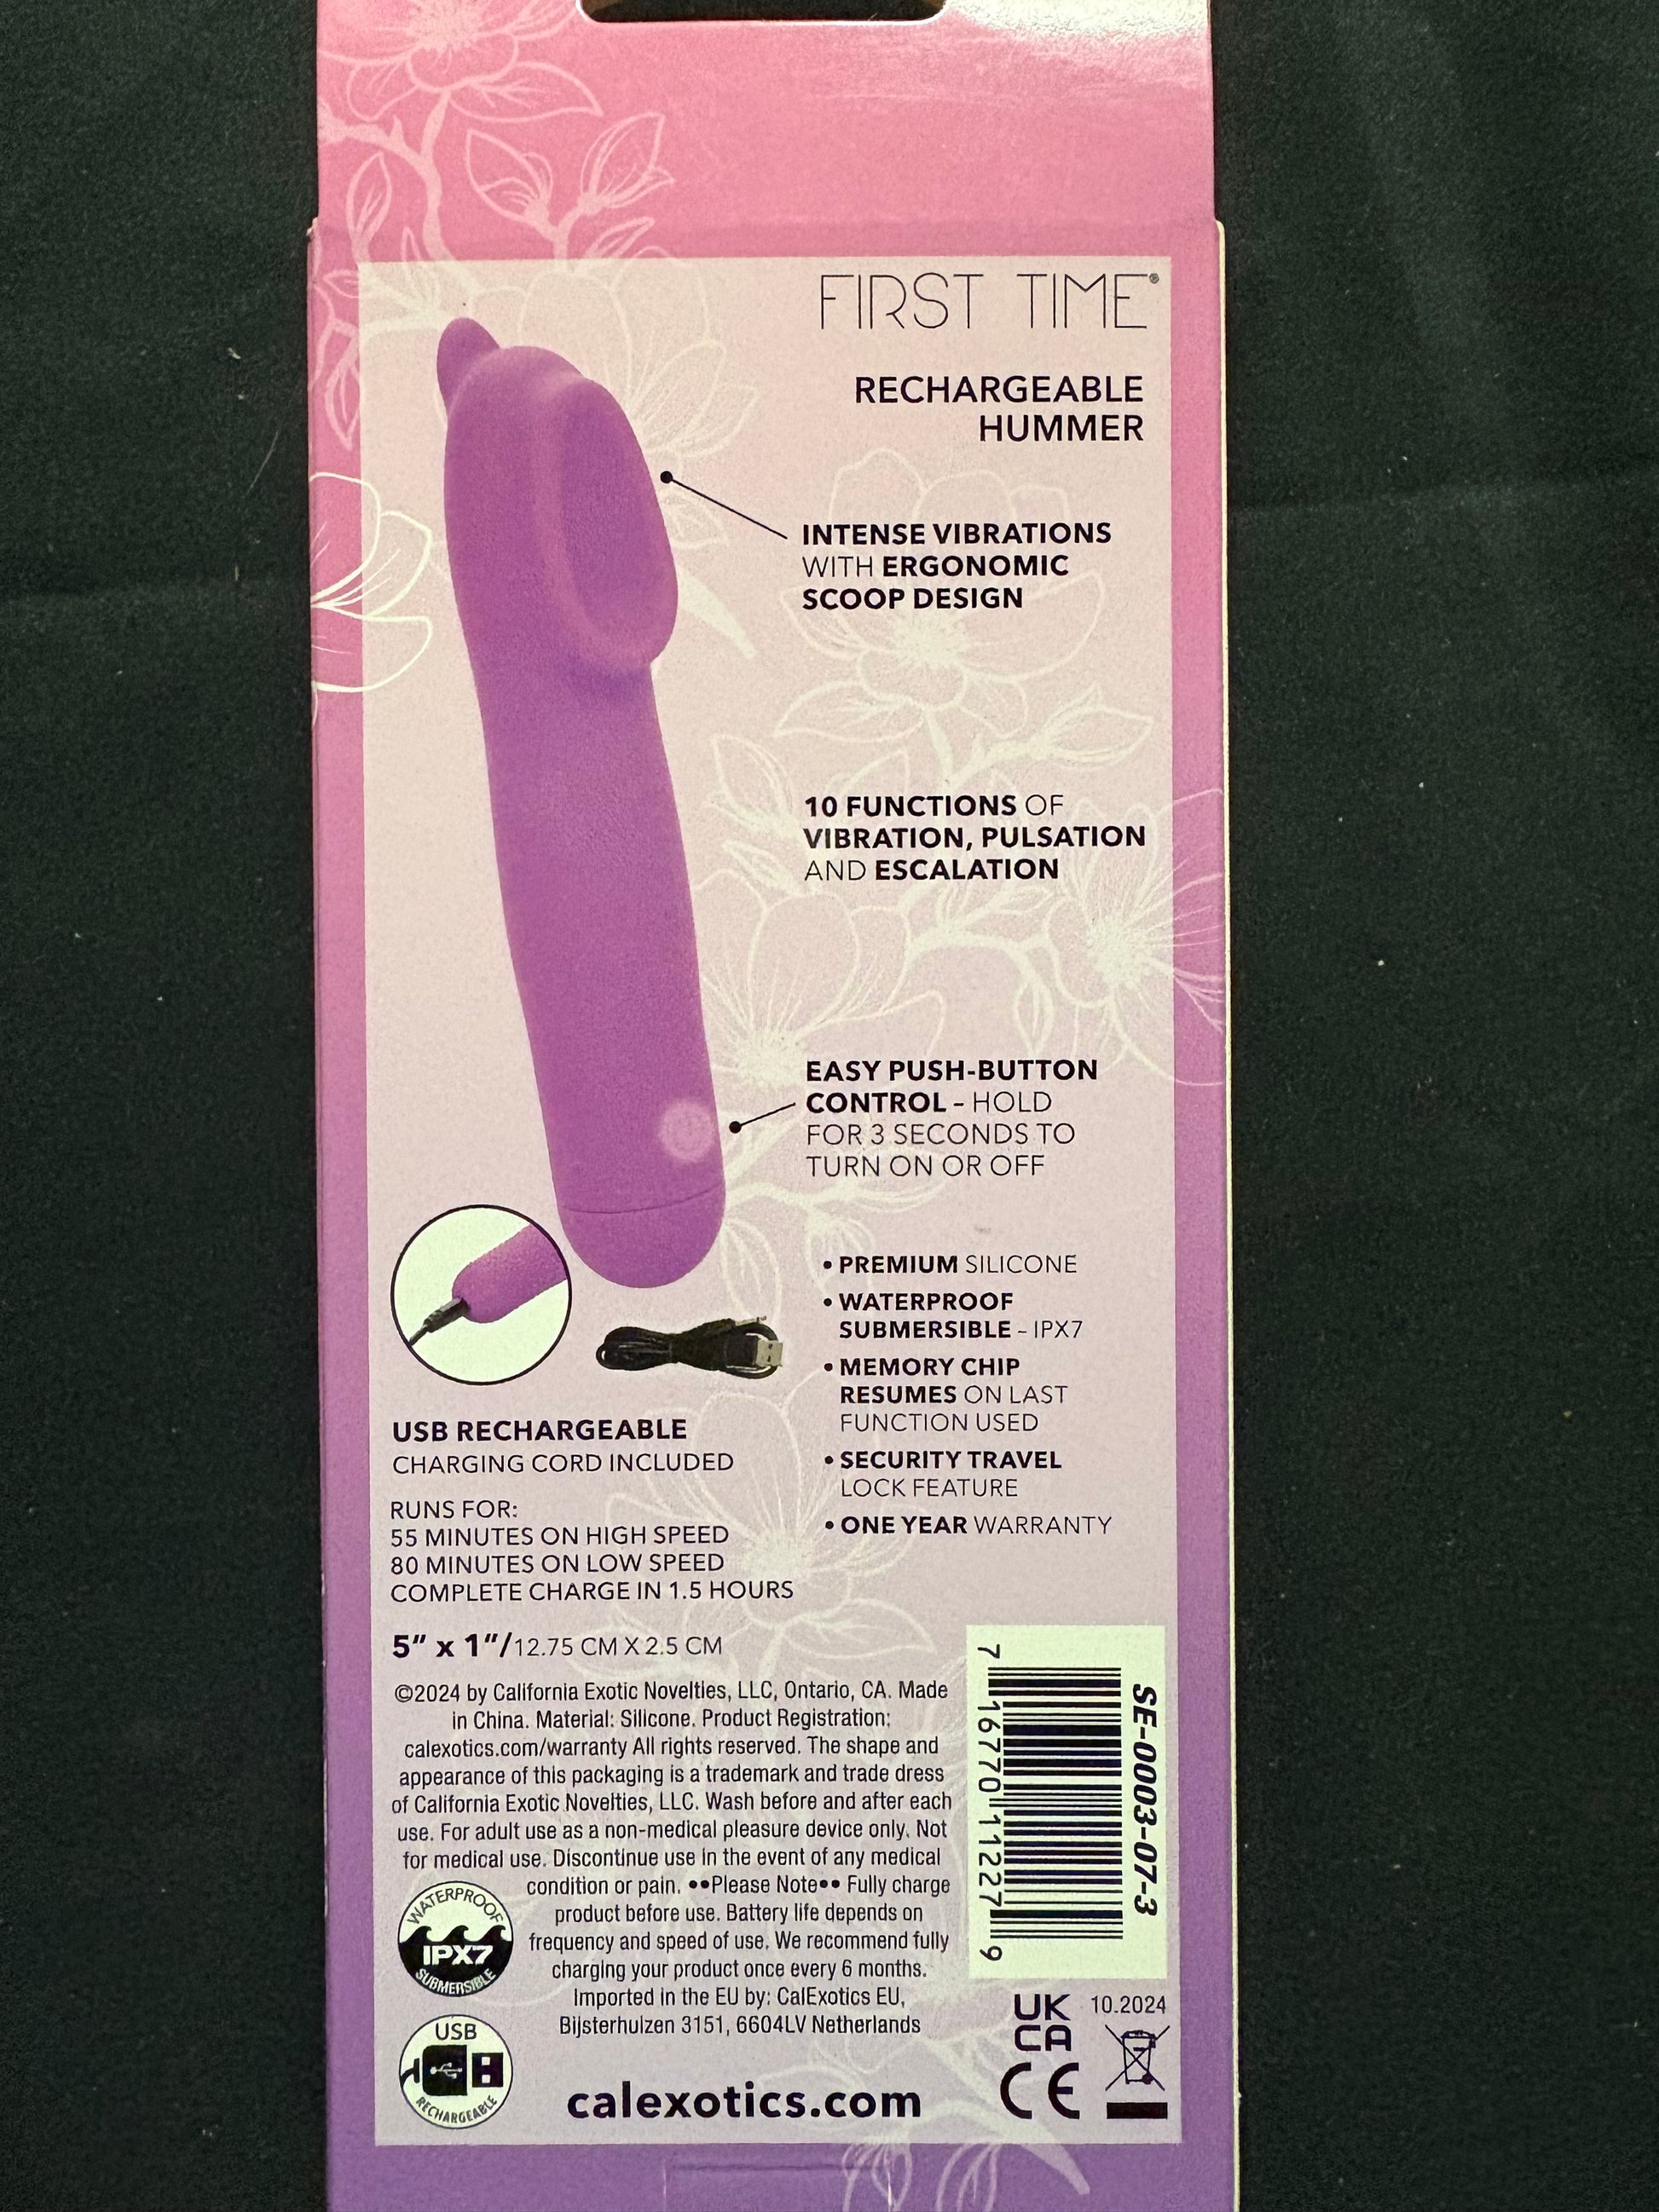 FIRST TIME®
RECHARGEABLE
HUMMER
INTENSE VIBRATIONS
WITH ERGONOMIC
SCOOP DESIGN
10 FUNCTIONS OF
VIBRATION, PULSATION
AND ESCALATION
EASY PUSH-BUTTON
CONTROL – HOLD
FOR 3 SECONDS TO
TURN ON OR OFF
• PREMIUM SILICONE
• WATERPROOF
SUBMERSIBLE – IPX7
• MEMORY CHIP
RESUMES ON LAST
FUNCTION USED
• SECURITY TRAVEL
LOCK FEATURE
• ONE YEAR WARRANTY
USB RECHARGEABLE
CHARGING CORD INCLUDED
RUNS FOR:
55 MINUTES ON HIGH SPEED
80 MINUTES ON LOW SPEED
COMPLETE CHARGE IN 1.5 HOURS
5" x 1"/12.75 CM X 2.5 CM
©2024 by California Exotic Novelties, LLC, Ontario, CA. Made
in China. Material: Silicone. Product Registration:
calexotics.com/warranty All rights reserved. The shape and
appearance of this packaging is a trademark and trade dress
of California Exotic Novelties, LLC. Wash before and after each
use. For adult use as a non-medical pleasure device only. Not
for medical use. Discontinue use in the event of any medical
condition or pain. ••Please Note•• Fully charge
product before use. Battery life depends on
frequency and speed of use. We recommend fully
charging your product once every 6 months.
Imported in the EU by: CalExotics EU,
Bijsterhuizen 3151, 6604LV Netherlands
WATERPROOF
IPX7
SUBMERSIBLE
USB
RECHARGEABLE
calexotics.com
SE-0003-07-3
7 16770 11227 9
UK
CA
10.2024
CE